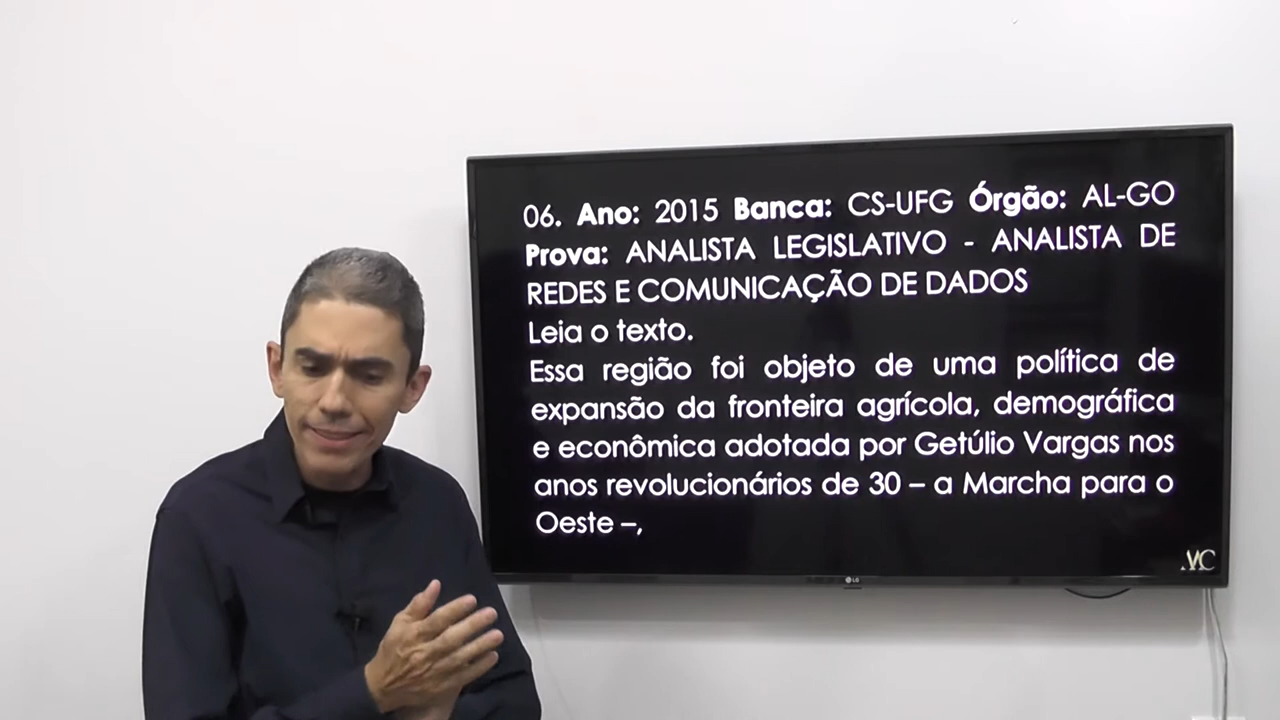 06. Ano: 2015 Banca: CS-UFG Órgão: AL-GO
Prova: ANALISTA LEGISLATIVO - ANALISTA DE
REDES E COMUNICAÇÃO DE DADOS
Leia o texto.
Essa região foi objeto de uma política de
expansão da fronteira agrícola, demográfica
e econômica adotada por Getúlio Vargas nos
anos revolucionários de 30 – a Marcha para o
Oeste –,
MC
LG